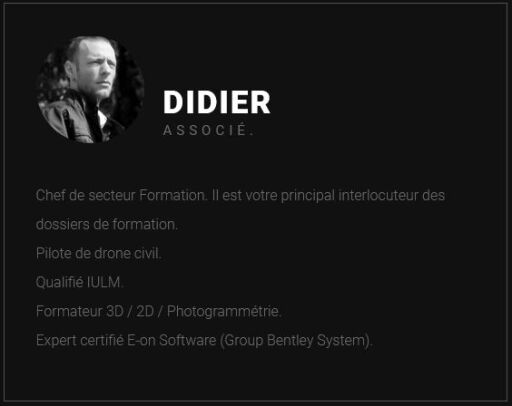 DIDIER
ASSOCIÉ.
Chef de secteur Formation. Il est votre principal interlocuteur des
dossiers de formation.
Pilote de drone civil.
Qualifié IULM.
Formateur 3D / 2D / Photogrammétrie.
Expert certifié E-on Software (Group Bentley System).